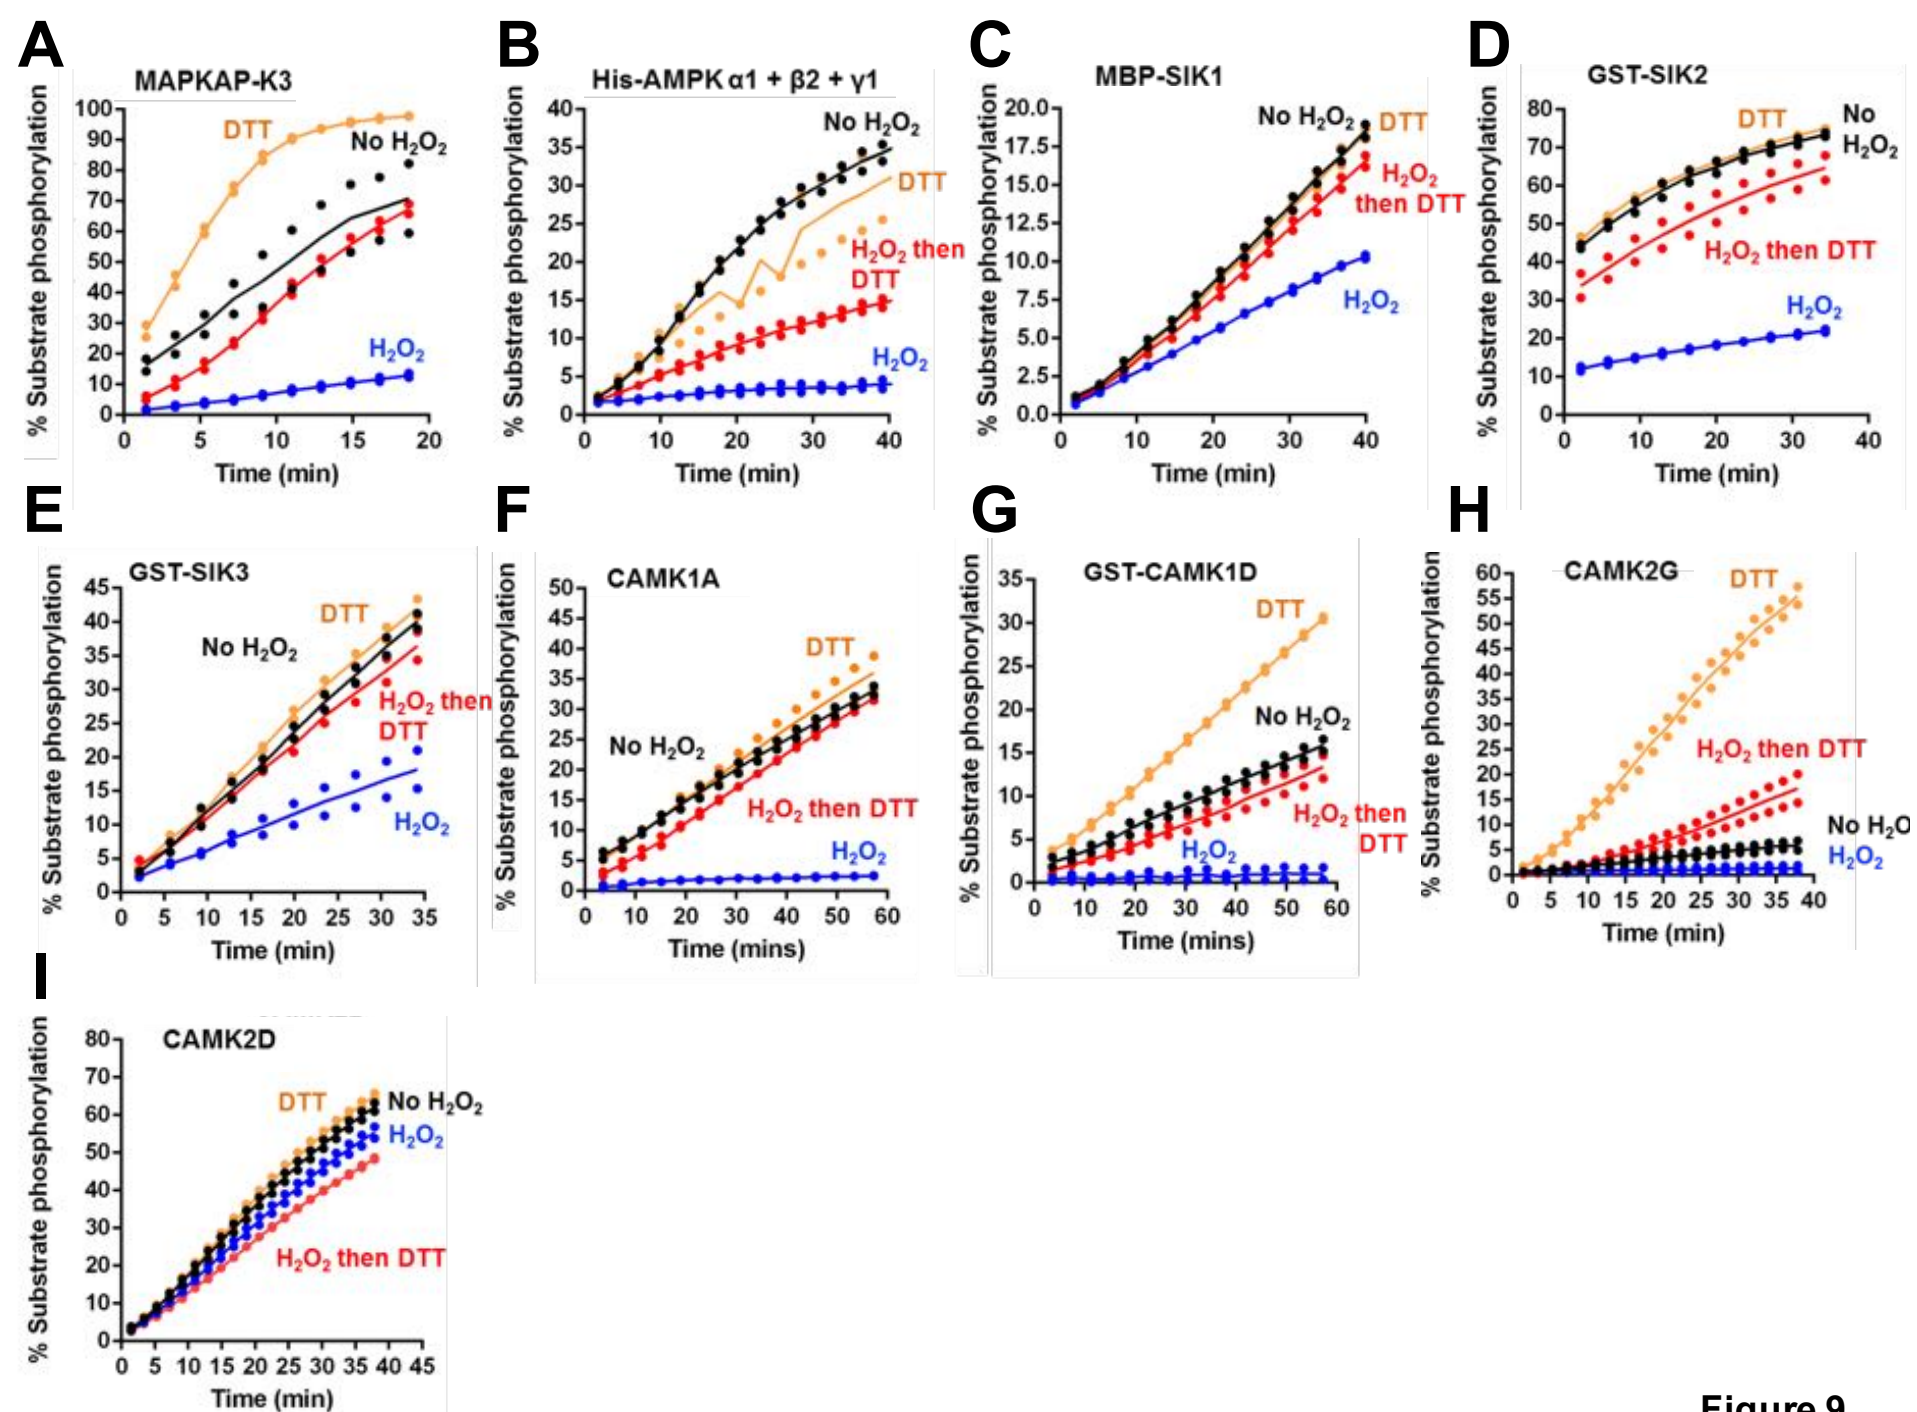 A
MAPKAP-K3
% Substrate phosphorylation
100
90
80
70
60
50
40
30
20
10
0
DTT
No H₂O₂
H₂O₂
0 5 10 15 20
Time (min)
B
His-AMPK α1 + β2 + γ1
% Substrate phosphorylation
40
35
30
25
20
15
10
5
0
No H₂O₂
DTT
H₂O₂ then
DTT
H₂O₂
0 10 20 30 40
Time (min)
C
MBP-SIK1
% Substrate phosphorylation
20.0
17.5
15.0
12.5
10.0
7.5
5.0
2.5
0.0
No H₂O₂
DTT
H₂O₂
then DTT
H₂O₂
0 10 20 30 40
Time (min)
D
GST-SIK2
% Substrate phosphorylation
80
70
60
50
40
30
20
10
0
DTT
No
H₂O₂
H₂O₂ then DTT
H₂O₂
0 10 20 30 40
Time (min)
E
GST-SIK3
% Substrate phosphorylation
45
40
35
30
25
20
15
10
5
0
DTT
No H₂O₂
H₂O₂ then
DTT
H₂O₂
0 5 10 15 20 25 30 35
Time (min)
F
CAMK1A
% Substrate phosphorylation
50
45
40
35
30
25
20
15
10
5
0
DTT
No H₂O₂
H₂O₂ then DTT
H₂O₂
0 10 20 30 40 50 60
Time (mins)
G
GST-CAMK1D
% Substrate phosphorylation
35
30
25
20
15
10
5
0
DTT
No H₂O₂
H₂O₂ then
DTT
H₂O₂
0 10 20 30 40 50 60
Time (mins)
H
CAMK2G
% Substrate phosphorylation
60
55
50
45
40
35
30
25
20
15
10
5
0
DTT
H₂O₂ then DTT
No H₂O
H₂O₂
0 5 10 15 20 25 30 35 40
Time (min)
I
CAMK2D
% Substrate phosphorylation
80
70
60
50
40
30
20
10
0
DTT
No H₂O₂
H₂O₂
H₂O₂ then DTT
0 5 10 15 20 25 30 35 40 45
Time (min)
Figure 9